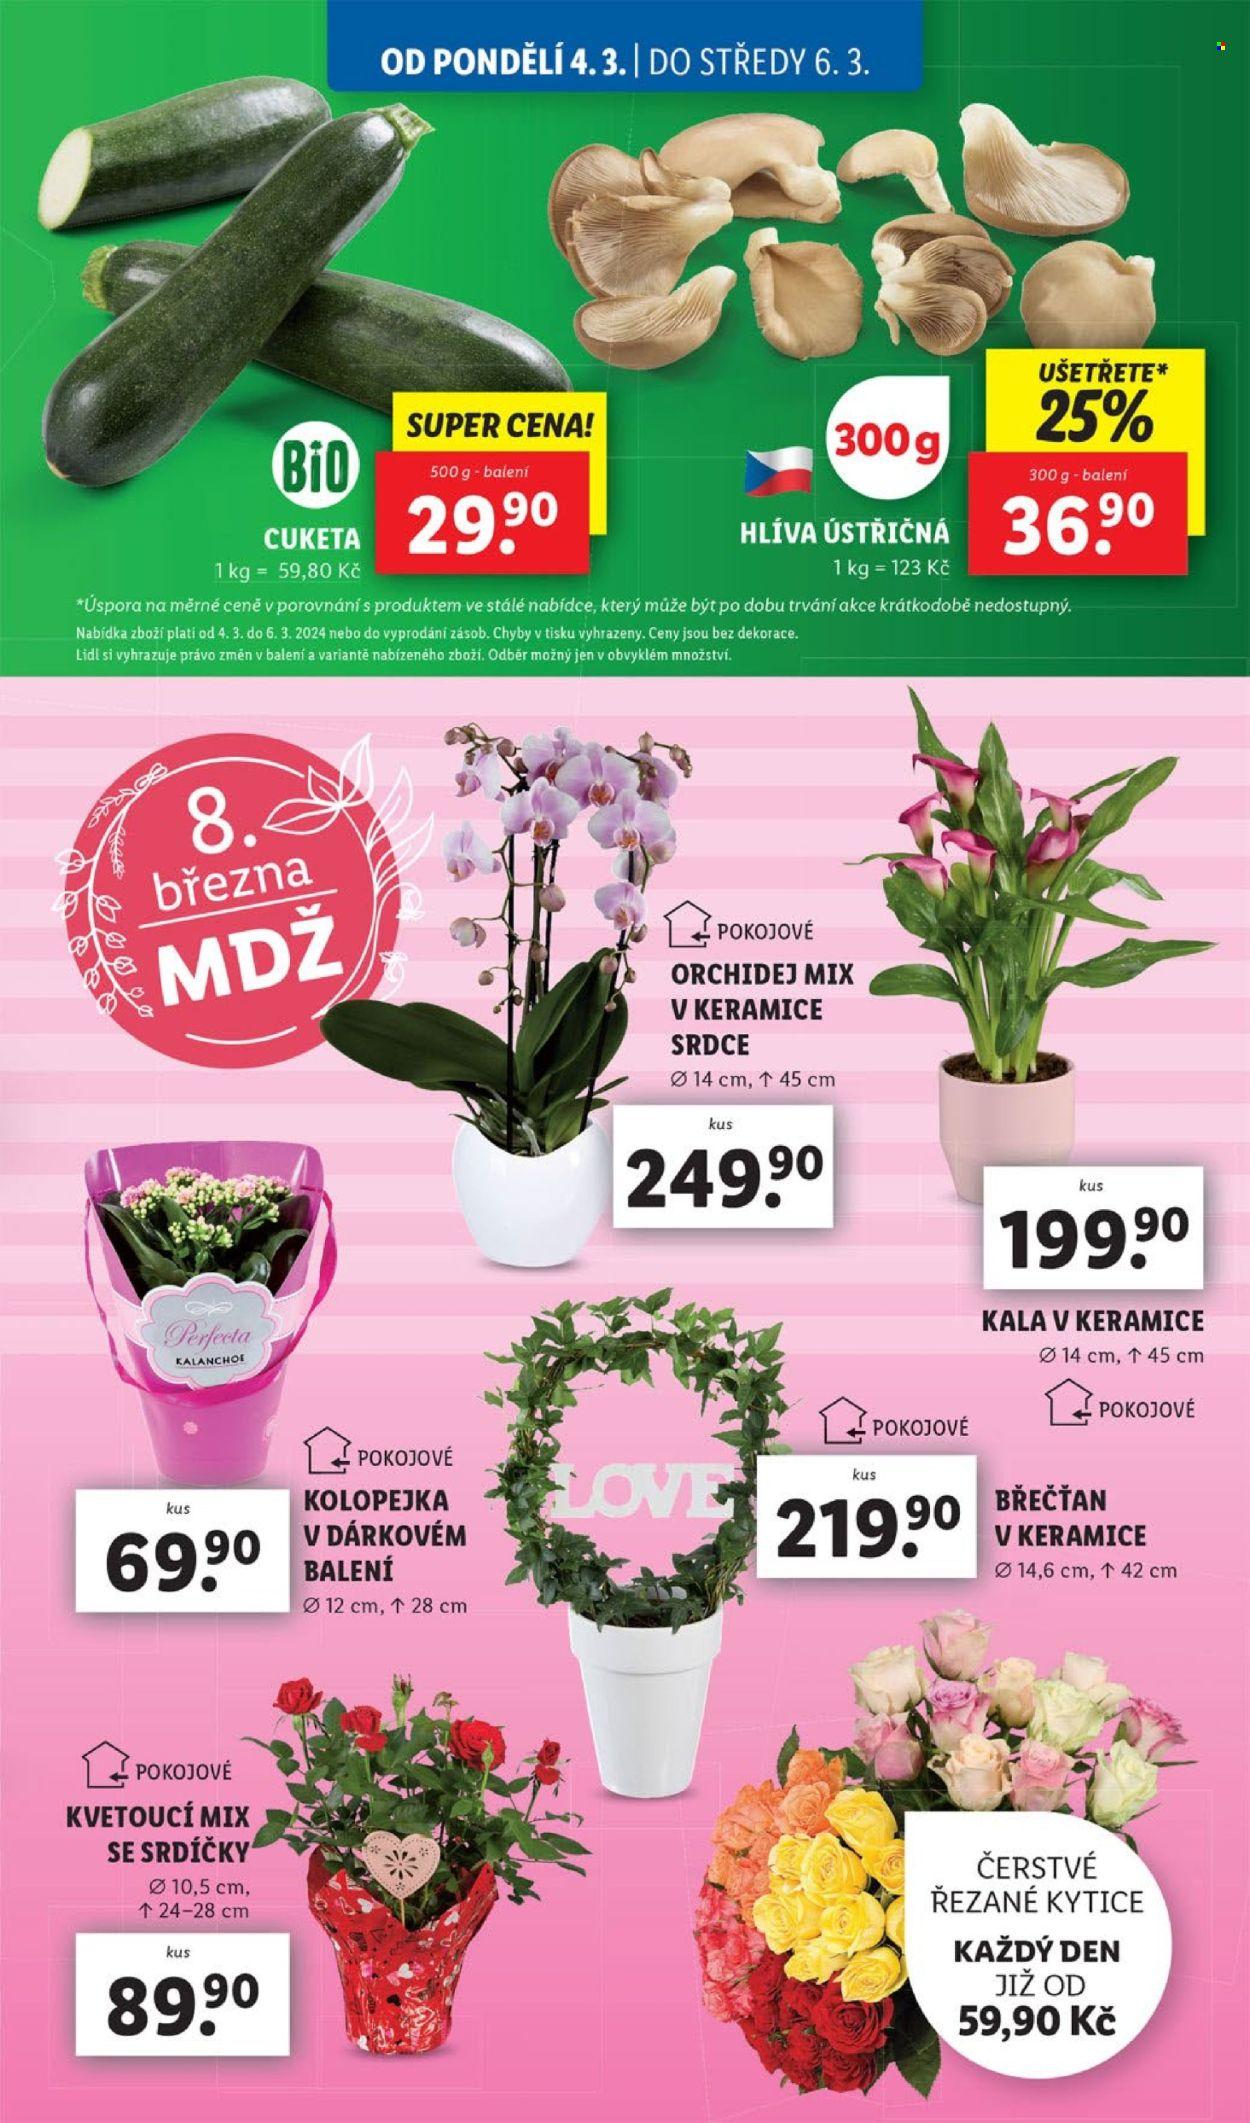 OD PONDĚLÍ 4. 3. | DO STŘEDY 6. 3.
SUPER CENA!
BIO
500 g - balení
29.90
CUKETA
1 kg = 59,80 Kč
UŠETŘETE*
25%
300 g
300 g - balení
36.90
HLÍVA ÚSTŘIČNÁ
1 kg = 123 Kč
*Úspora na měrné ceně v porovnání s produktem ve stálé nabídce, který může být po dobu trvání akce krátkodobě nedostupný.
Nabídka zboží platí od 4. 3. do 6. 3. 2024 nebo do vyprodání zásob. Chyby v tisku vyhrazeny. Ceny jsou bez dekorace.
Lidl si vyhrazuje právo změn v balení a variantě nabízeného zboží. Odběr možný jen v obvyklém množství.
8.
března
MDŽ
POKOJOVÉ
ORCHIDEJ MIX
V KERAMICE
SRDCE
Ø 14 cm, ↑ 45 cm
kus
249.90
kus
199.90
KALA V KERAMICE
Ø 14 cm, ↑ 45 cm
POKOJOVÉ
Perfecta
KALANCHOE
POKOJOVÉ
kus
69.90
KOLOPEJKA
V DÁRKOVÉM
BALENÍ
Ø 12 cm, ↑ 28 cm
LOVE
POKOJOVÉ
kus
219.90
BŘEČŤAN
V KERAMICE
Ø 14,6 cm, ↑ 42 cm
POKOJOVÉ
KVETOUCÍ MIX
SE SRDÍČKY
Ø 10,5 cm,
↑ 24–28 cm
kus
89.90
ČERSTVÉ
ŘEZANÉ KYTICE
KAŽDÝ DEN
JIŽ OD
59,90 Kč